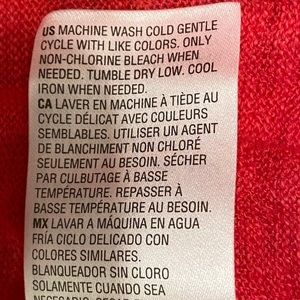 US MACHINE WASH COLD GENTLE
CYCLE WITH LIKE COLORS. ONLY
NON-CHLORINE BLEACH WHEN
NEEDED. TUMBLE DRY LOW. COOL
IRON WHEN NEEDED.
CA LAVER EN MACHINE À TIÈDE AU
CYCLE DÉLICAT AVEC COULEURS
SEMBLABLES. UTILISER UN AGENT
DE BLANCHIMENT NON CHLORÉ
SEULEMENT AU BESOIN. SÉCHER
PAR CULBUTAGE À BASSE
TEMPÉRATURE. REPASSER À
BASSE TEMPÉRATURE AU BESOIN.
MX LAVAR A MÁQUINA EN AGUA
FRÍA CICLO DELICADO CON
COLORES SIMILARES.
BLANQUEADOR SIN CLORO
SOLAMENTE CUANDO SEA